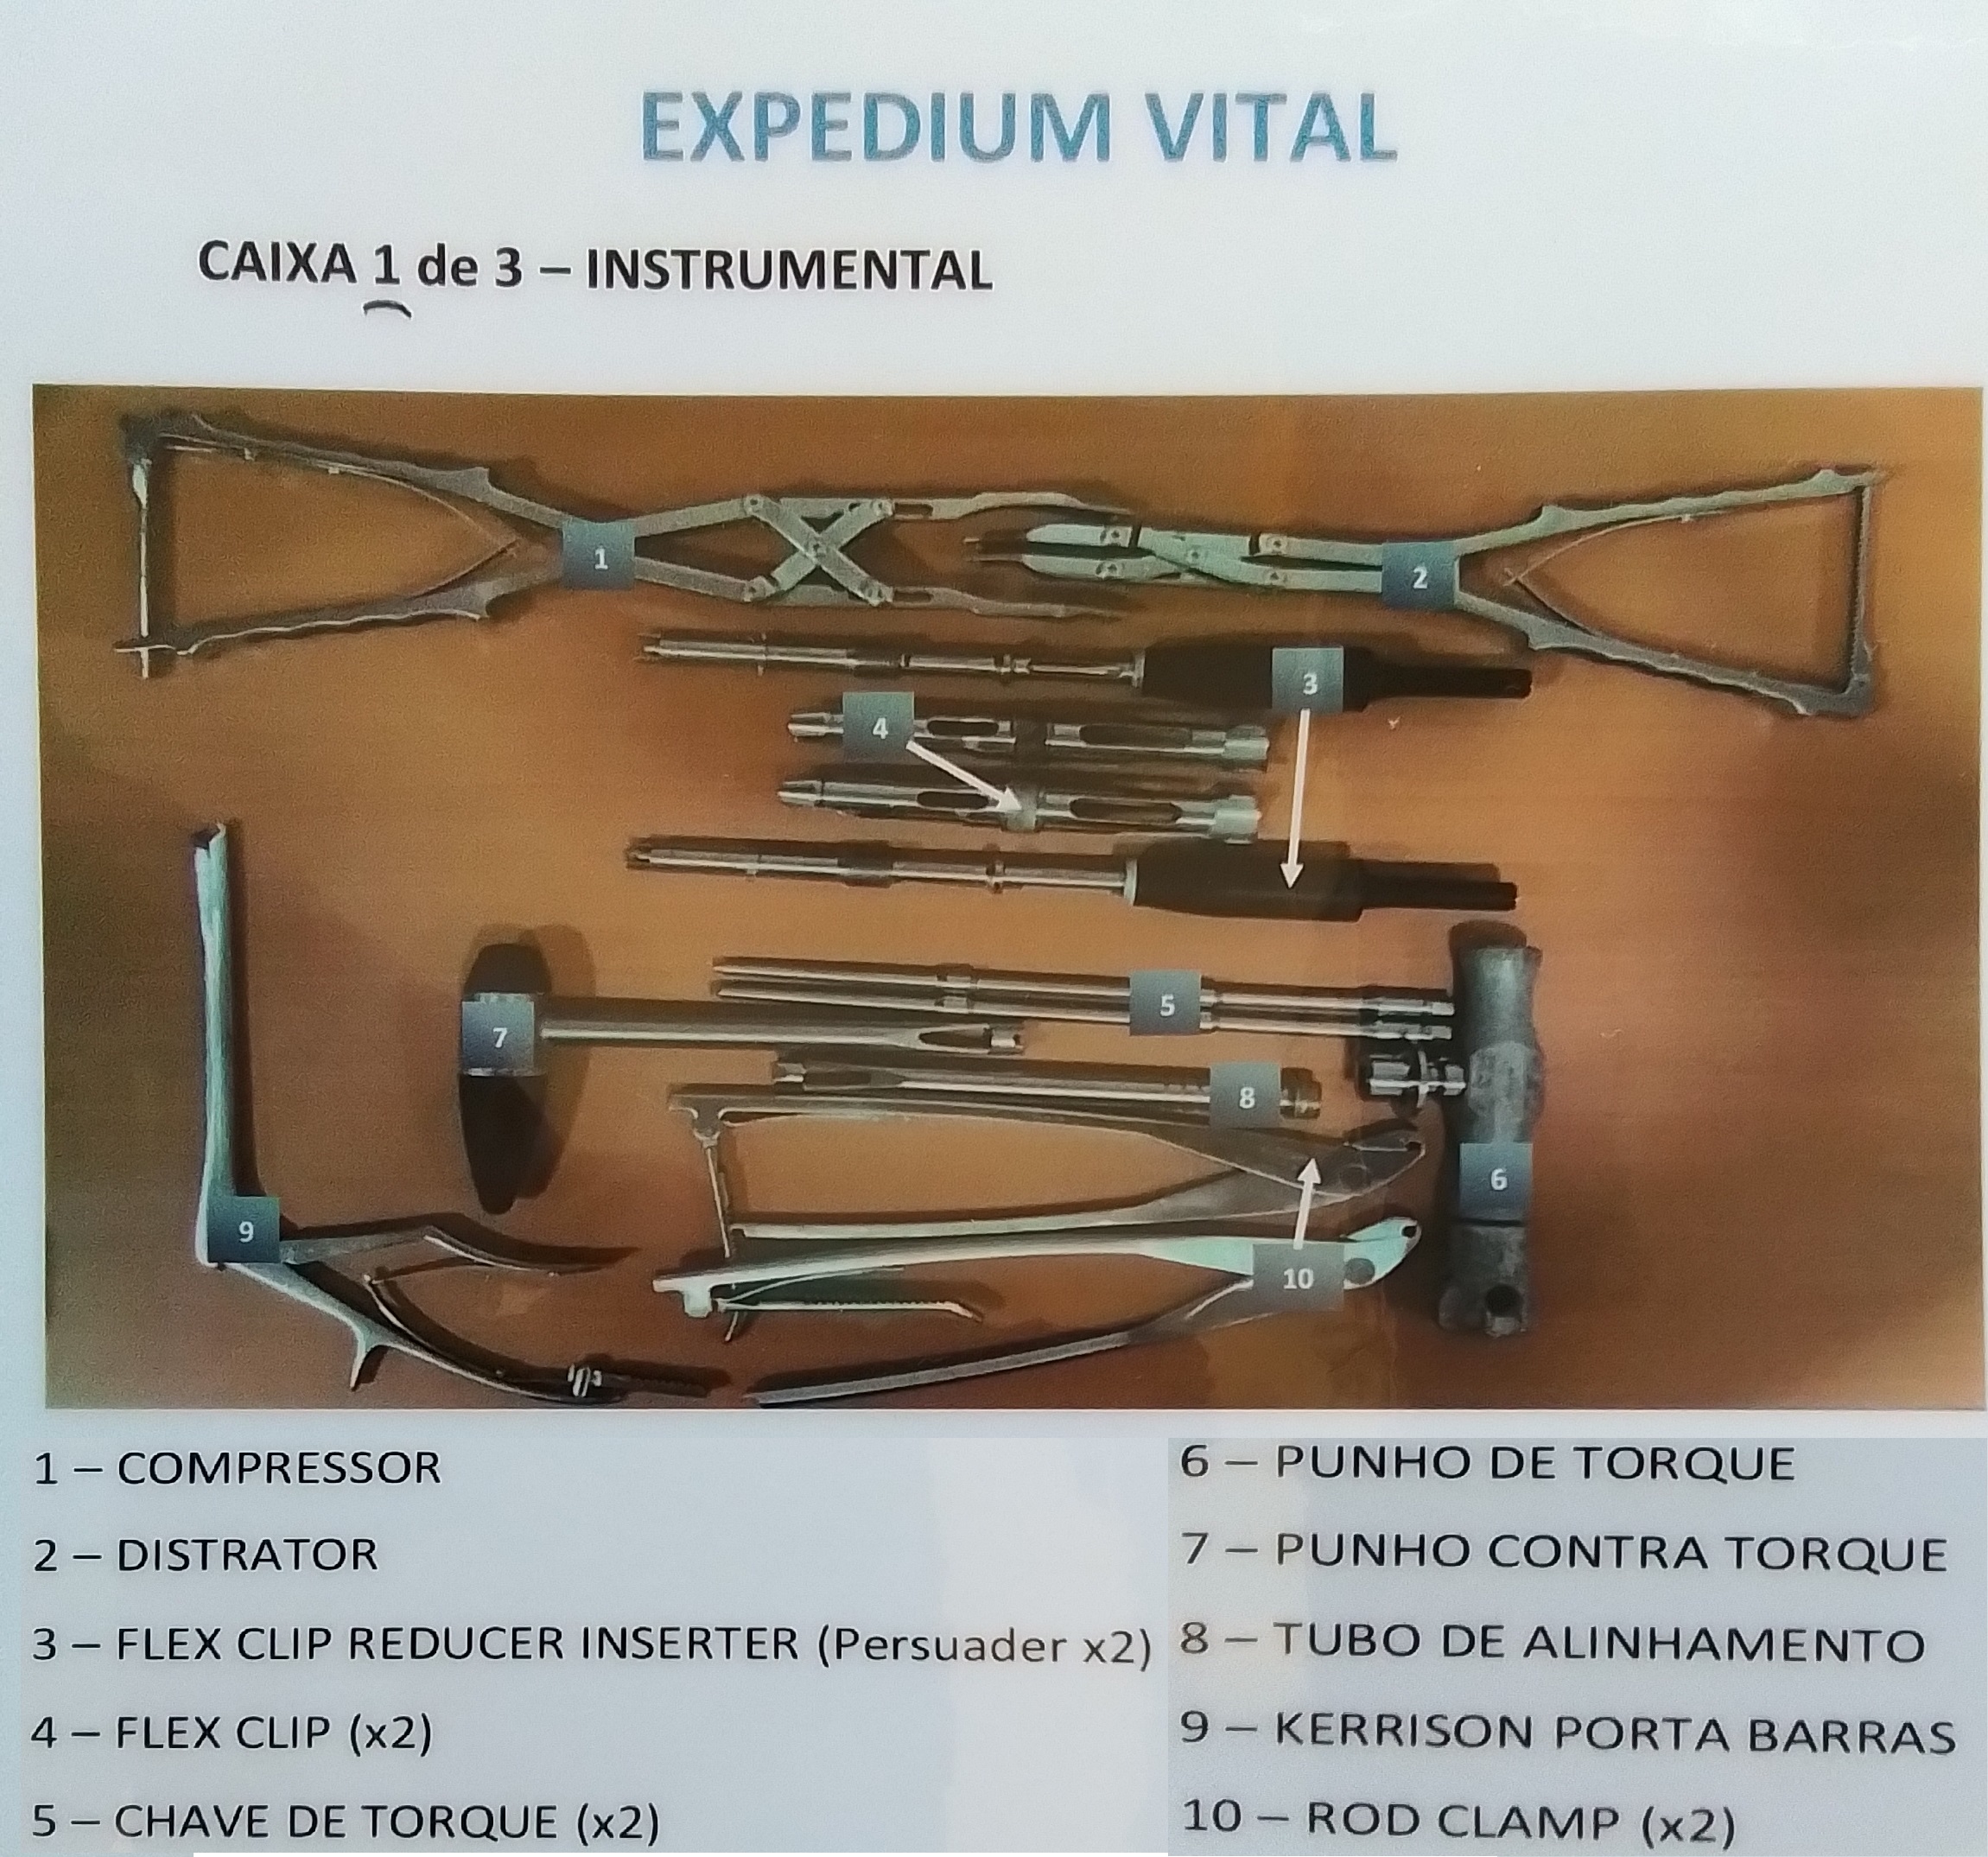 EXPEDIUM VITAL
CAIXA 1 de 3 – INSTRUMENTAL
1
2
3
4
5
7
8
6
9
10
1 – COMPRESSOR
2 – DISTRATOR
3 – FLEX CLIP REDUCER INSERTER (Persuader x2)
4 – FLEX CLIP (x2)
5 – CHAVE DE TORQUE (x2)
6 – PUNHO DE TORQUE
7 – PUNHO CONTRA TORQUE
8 – TUBO DE ALINHAMENTO
9 – KERRISON PORTA BARRAS
10 – ROD CLAMP (x2)